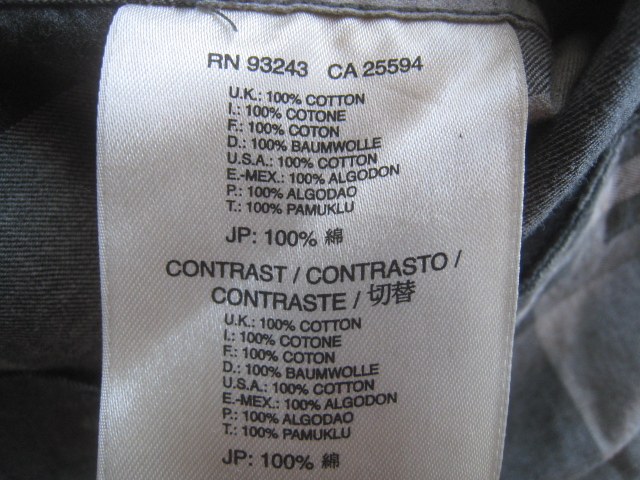 RN 93243 CA 25594
U.K.: 100% COTTON
I.: 100% COTONE
F.: 100% COTON
D.: 100% BAUMWOLLE
U.S.A.: 100% COTTON
E.-MEX.: 100% ALGODON
P.: 100% ALGODAO
T.: 100% PAMUKLU
JP: 100% 綿
CONTRAST / CONTRASTO /
CONTRASTE / 切替
U.K.: 100% COTTON
I.: 100% COTONE
F.: 100% COTON
D.: 100% BAUMWOLLE
U.S.A.: 100% COTTON
E.-MEX.: 100% ALGODON
P.: 100% ALGODAO
T.: 100% PAMUKLU
JP: 100% 綿